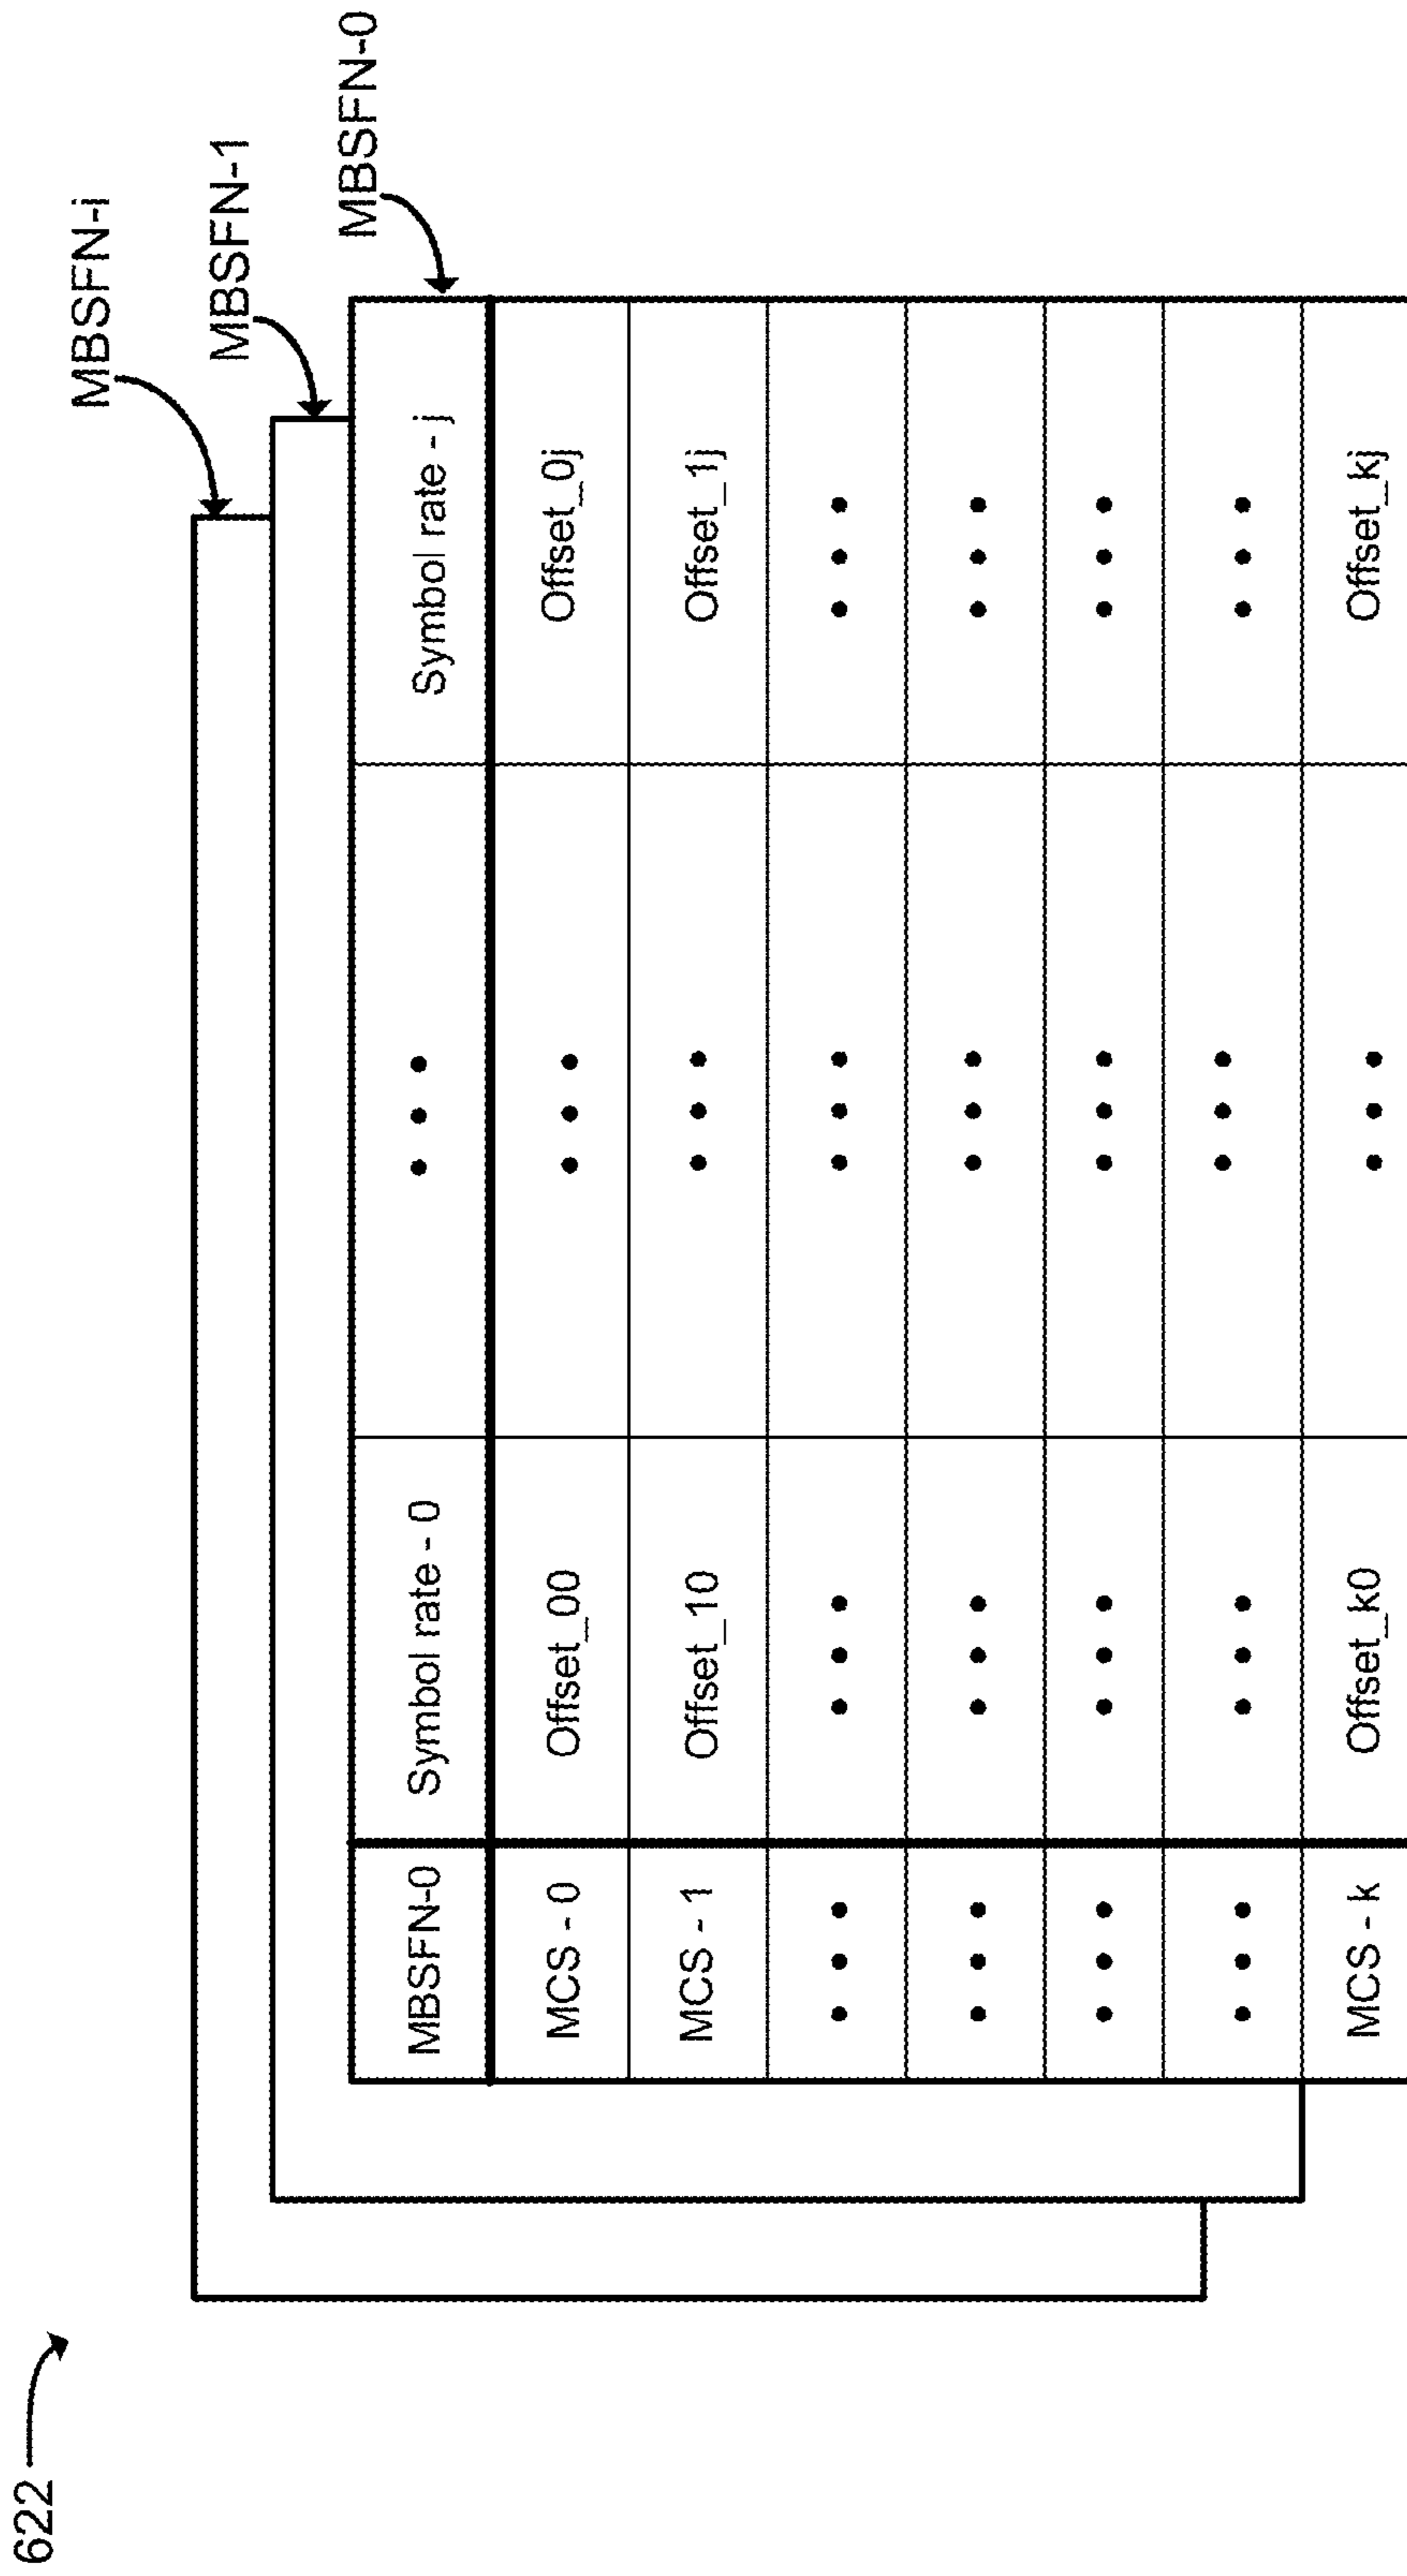 622
MBSFN-i
MBSFN-1
MBSFN-0
MBSFN-0 Symbol rate - 0 • • • Symbol rate - j
MCS - 0 Offset_00 • • • Offset_0j
MCS - 1 Offset_10 • • • Offset_1j
• • • • • • • • • • • •
• • • • • • • • • • • •
• • • • • • • • • • • •
• • • • • • • • • • • •
MCS - k Offset_k0 • • • Offset_kj